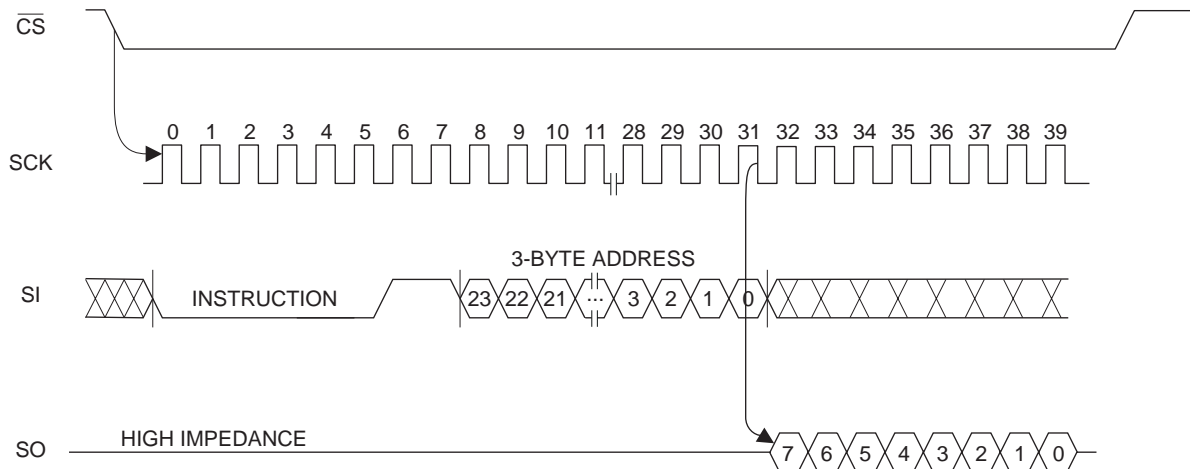 CS
0 1 2 3 4 5 6 7 8 9 10 11 28 29 30 31 32 33 34 35 36 37 38 39
SCK
3-BYTE ADDRESS
SI INSTRUCTION 23 22 21 ... 3 2 1 0
HIGH IMPEDANCE
SO 7 6 5 4 3 2 1 0